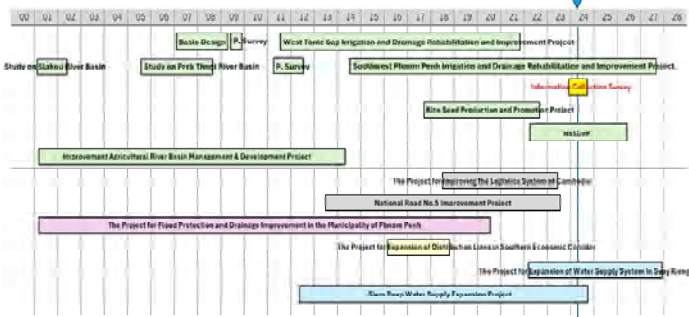 00 01 02 03 04 05 06 07 08 09 10 11 12 13 14 15 16 17 18 19 20 21 22 23 24 25 26 27 28
Basic Design P. Survey West Tonle Sap Irrigation and Drainage Rehabilitation and Improvement Project
Study on Slakou River Basin Study on Prek Thnot River Basin P. Survey Southwest Phnom Penh Irrigation and Drainage Rehabilitation and Improvement Project.
Information Collection Survey
Rice Seed Production and Promotion Project
Improvement Agricultural River Basin Management & Development Project
The Project for Improving the Logistics System of Cambodia
National Road No.5 Improvement Project
The Project for Flood Protection and Drainage Improvement in the Municipality of Phnom Penh
The Project for Expansion of Distribution Lines in Southern Economic Corridor
The Project for Expansion of Water Supply System in Svay Rieng
Siem Reap Water Supply Expansion Project